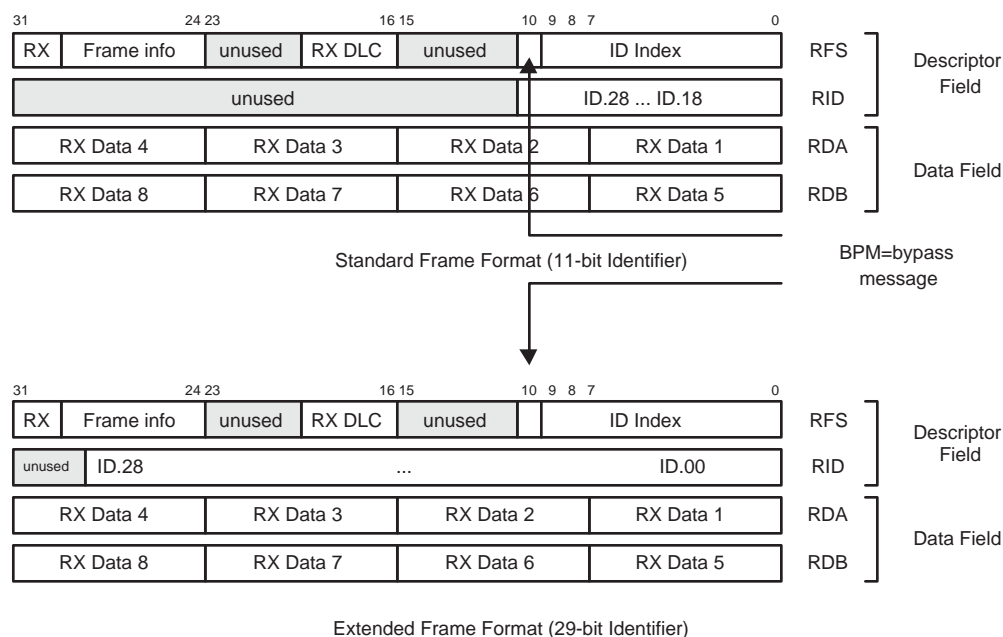 31 24 23 16 15 10 9 8 7 0
RX Frame info unused RX DLC unused ID Index RFS
unused ID.28 ... ID.18 RID
Descriptor
Field
RX Data 4 RX Data 3 RX Data 2 RX Data 1 RDA
RX Data 8 RX Data 7 RX Data 6 RX Data 5 RDB
Data Field
Standard Frame Format (11-bit Identifier)
BPM=bypass
message
31 24 23 16 15 10 9 8 7 0
RX Frame info unused RX DLC unused ID Index RFS
unused ID.28 ... ID.00 RID
Descriptor
Field
RX Data 4 RX Data 3 RX Data 2 RX Data 1 RDA
RX Data 8 RX Data 7 RX Data 6 RX Data 5 RDB
Data Field
Extended Frame Format (29-bit Identifier)